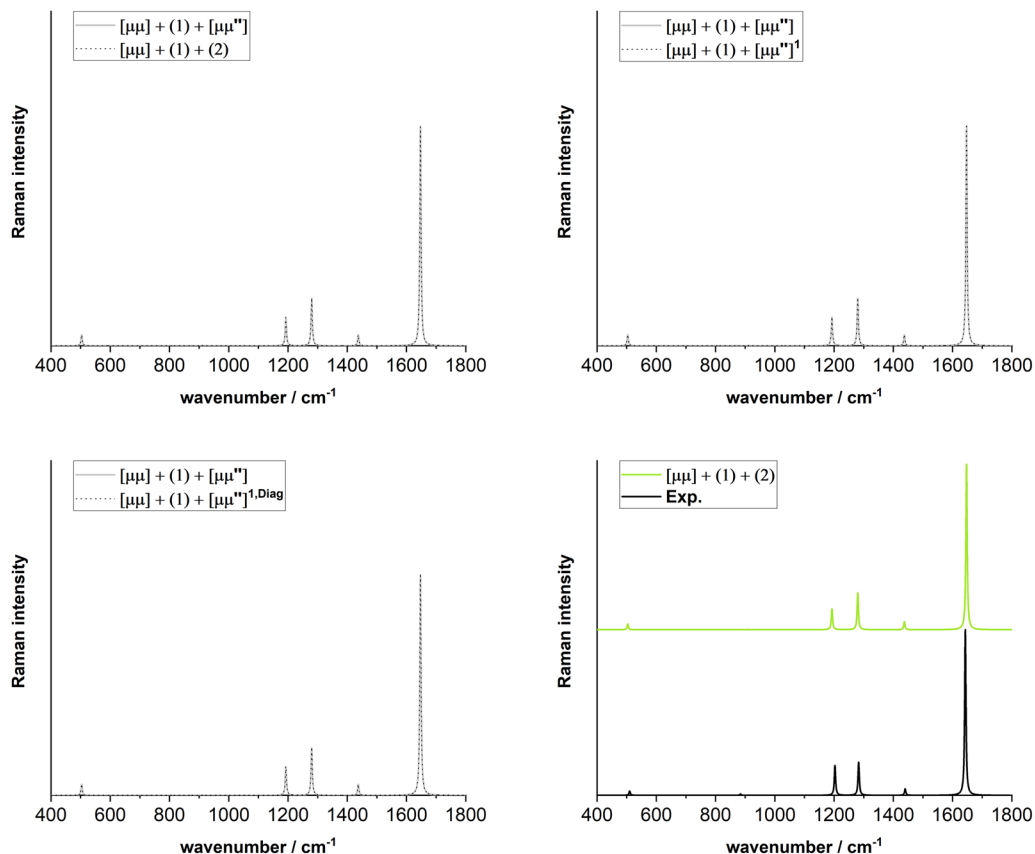 [μμ] + (1) + [μμ"]
[μμ] + (1) + (2)
Raman intensity
400 600 800 1000 1200 1400 1600 1800
wavenumber / cm⁻¹
[μμ] + (1) + [μμ"]
[μμ] + (1) + [μμ"]¹
Raman intensity
400 600 800 1000 1200 1400 1600 1800
wavenumber / cm⁻¹
[μμ] + (1) + [μμ"]
[μμ] + (1) + [μμ"]¹,ᴰⁱᵃᵍ
Raman intensity
400 600 800 1000 1200 1400 1600 1800
wavenumber / cm⁻¹
[μμ] + (1) + (2)
Exp.
Raman intensity
400 600 800 1000 1200 1400 1600 1800
wavenumber / cm⁻¹